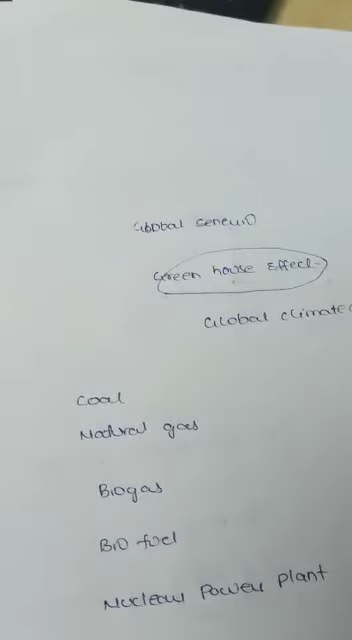 Global
Green house Effect
Global climate
coal
Natural gas
Biogas
Bio fuel
Nuclear Power plant